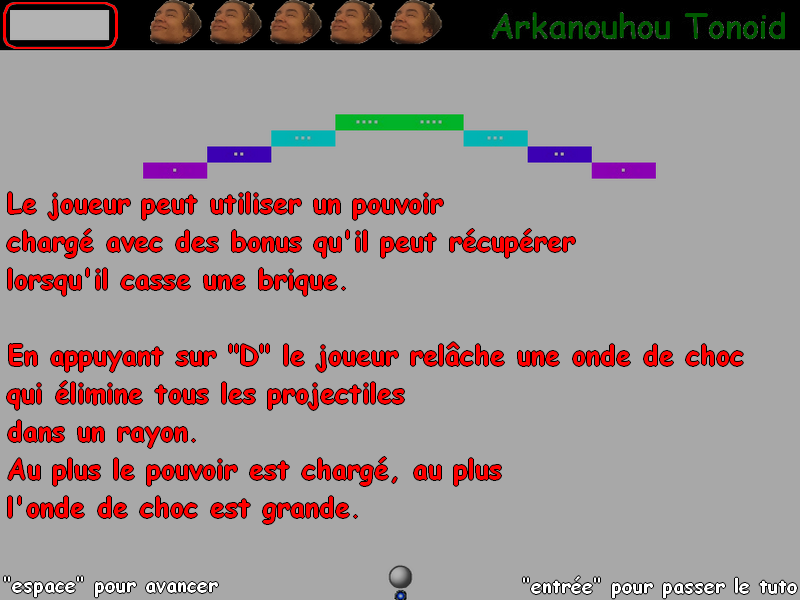 Arkanouhou Tonoid
Le joueur peut utiliser un pouvoir
chargé avec des bonus qu'il peut récupérer
lorsqu'il casse une brique.
En appuyant sur "D" le joueur relâche une onde de choc
qui élimine tous les projectiles
dans un rayon.
Au plus le pouvoir est chargé, au plus
l'onde de choc est grande.
"espace" pour avancer
"entrée" pour passer le tuto